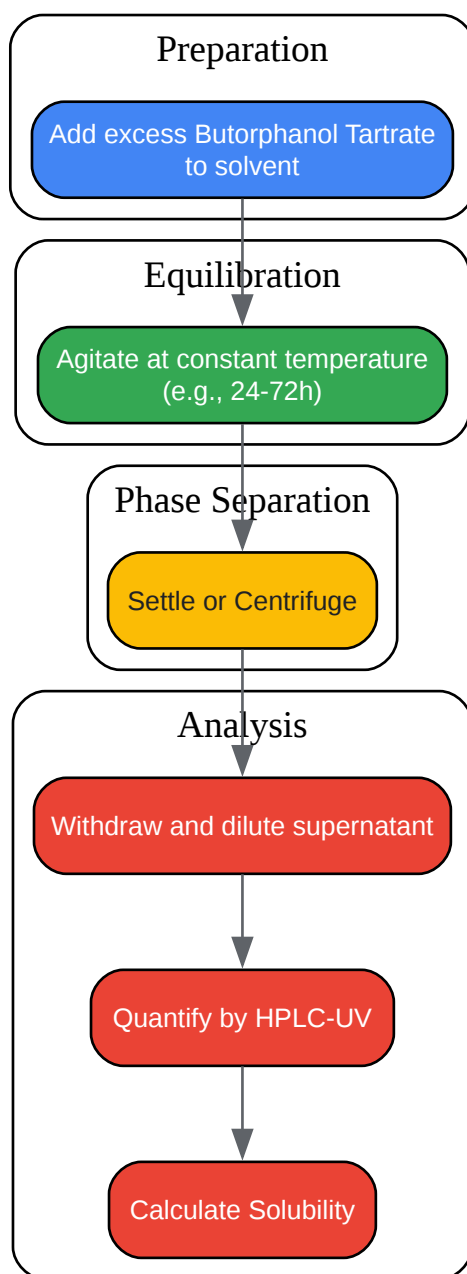 Preparation
Add excess Butorphanol Tartrate
to solvent
Equilibration
Agitate at constant temperature
(e.g., 24-72h)
Phase Separation
Settle or Centrifuge
Analysis
Withdraw and dilute supernatant
Quantify by HPLC-UV
Calculate Solubility